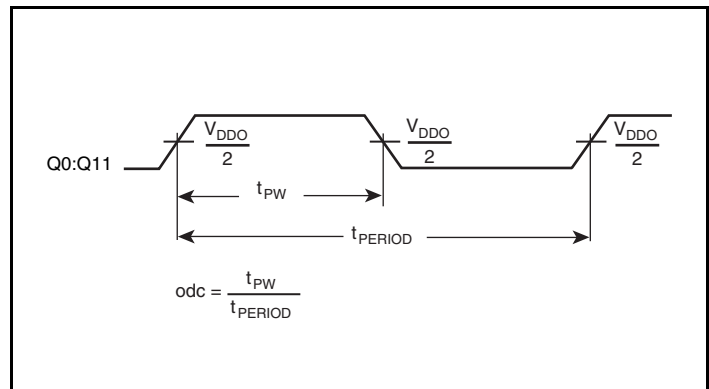 V_DDO
2
V_DDO
2
V_DDO
2
Q0:Q11
t_PW
t_PERIOD
odc = t_PW
t_PERIOD